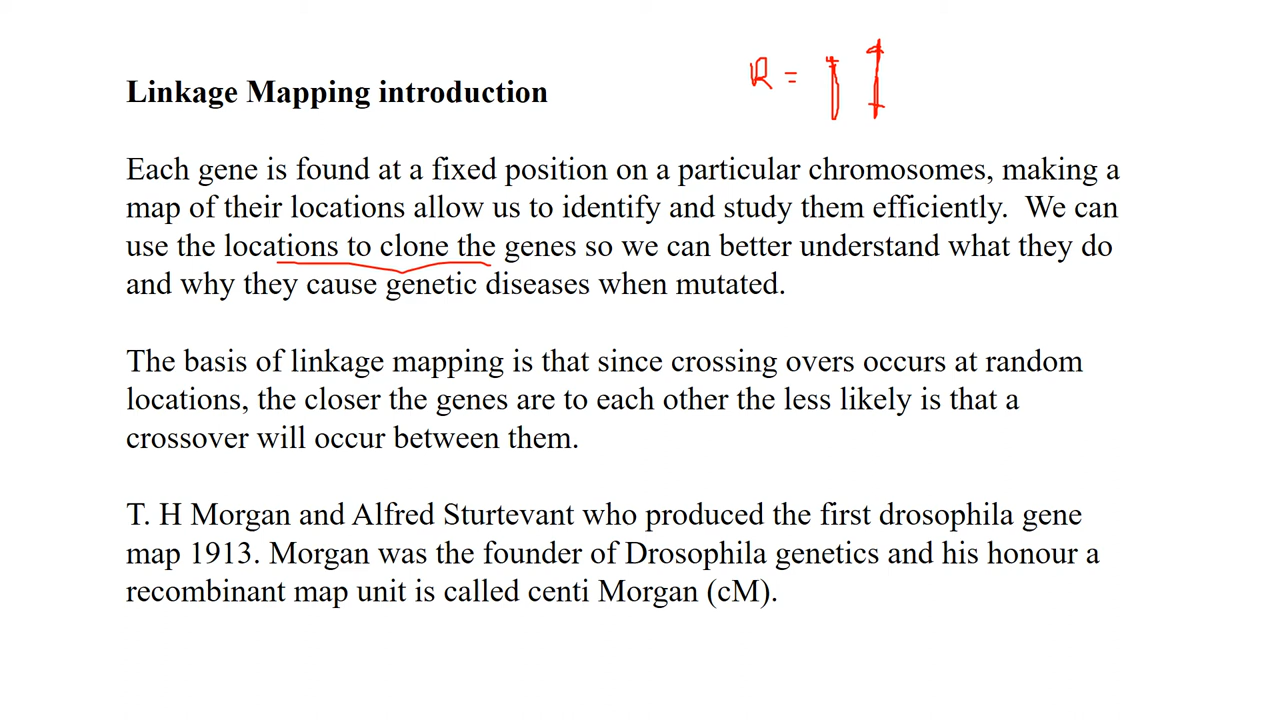 R =
Linkage Mapping introduction
Each gene is found at a fixed position on a particular chromosomes, making a
map of their locations allow us to identify and study them efficiently. We can
use the locations to clone the genes so we can better understand what they do
and why they cause genetic diseases when mutated.
The basis of linkage mapping is that since crossing overs occurs at random
locations, the closer the genes are to each other the less likely is that a
crossover will occur between them.
T. H Morgan and Alfred Sturtevant who produced the first drosophila gene
map 1913. Morgan was the founder of Drosophila genetics and his honour a
recombinant map unit is called centi Morgan (cM).